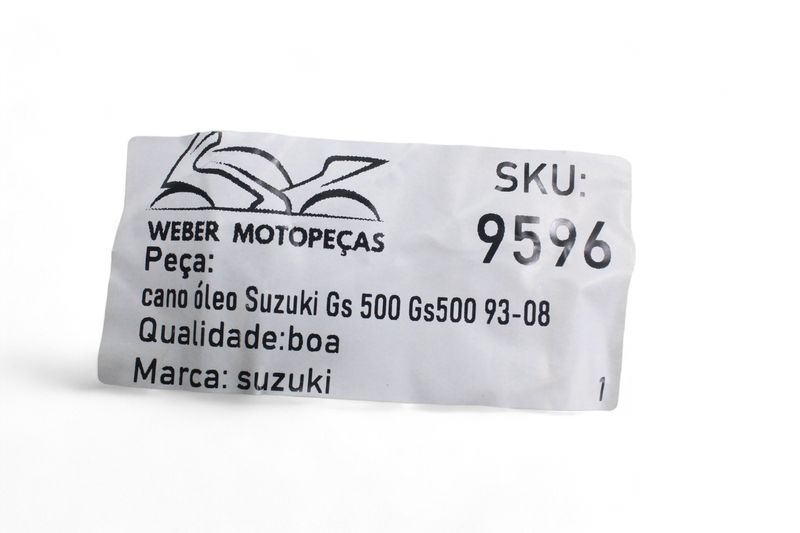 WEBER MOTOPEÇAS
SKU:
9596
Peça:
cano óleo Suzuki Gs 500 Gs500 93-08
Qualidade:boa
Marca: suzuki
1